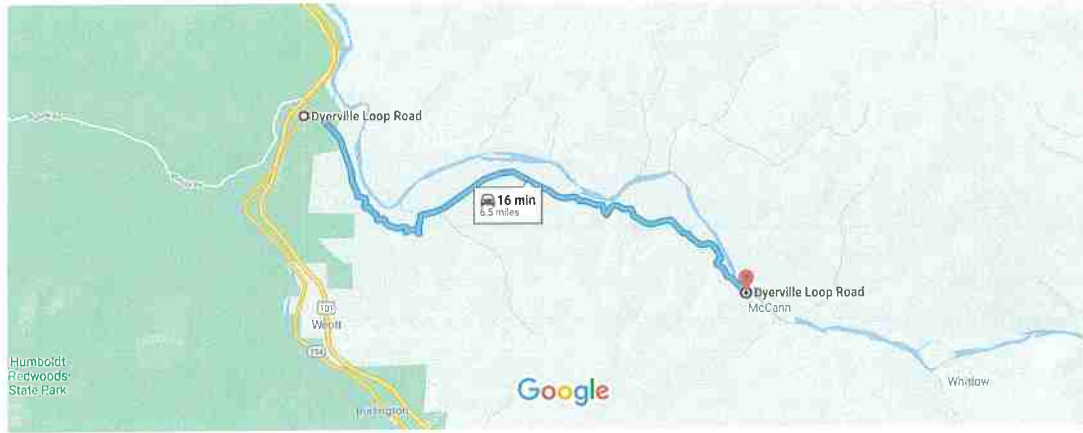 Dyerville Loop Road
16 min
6.5 miles
Dyerville Loop Road
McCann
101
Weott
254
Humboldt
Redwoods
State Park
Burlington
Google
Whitlow